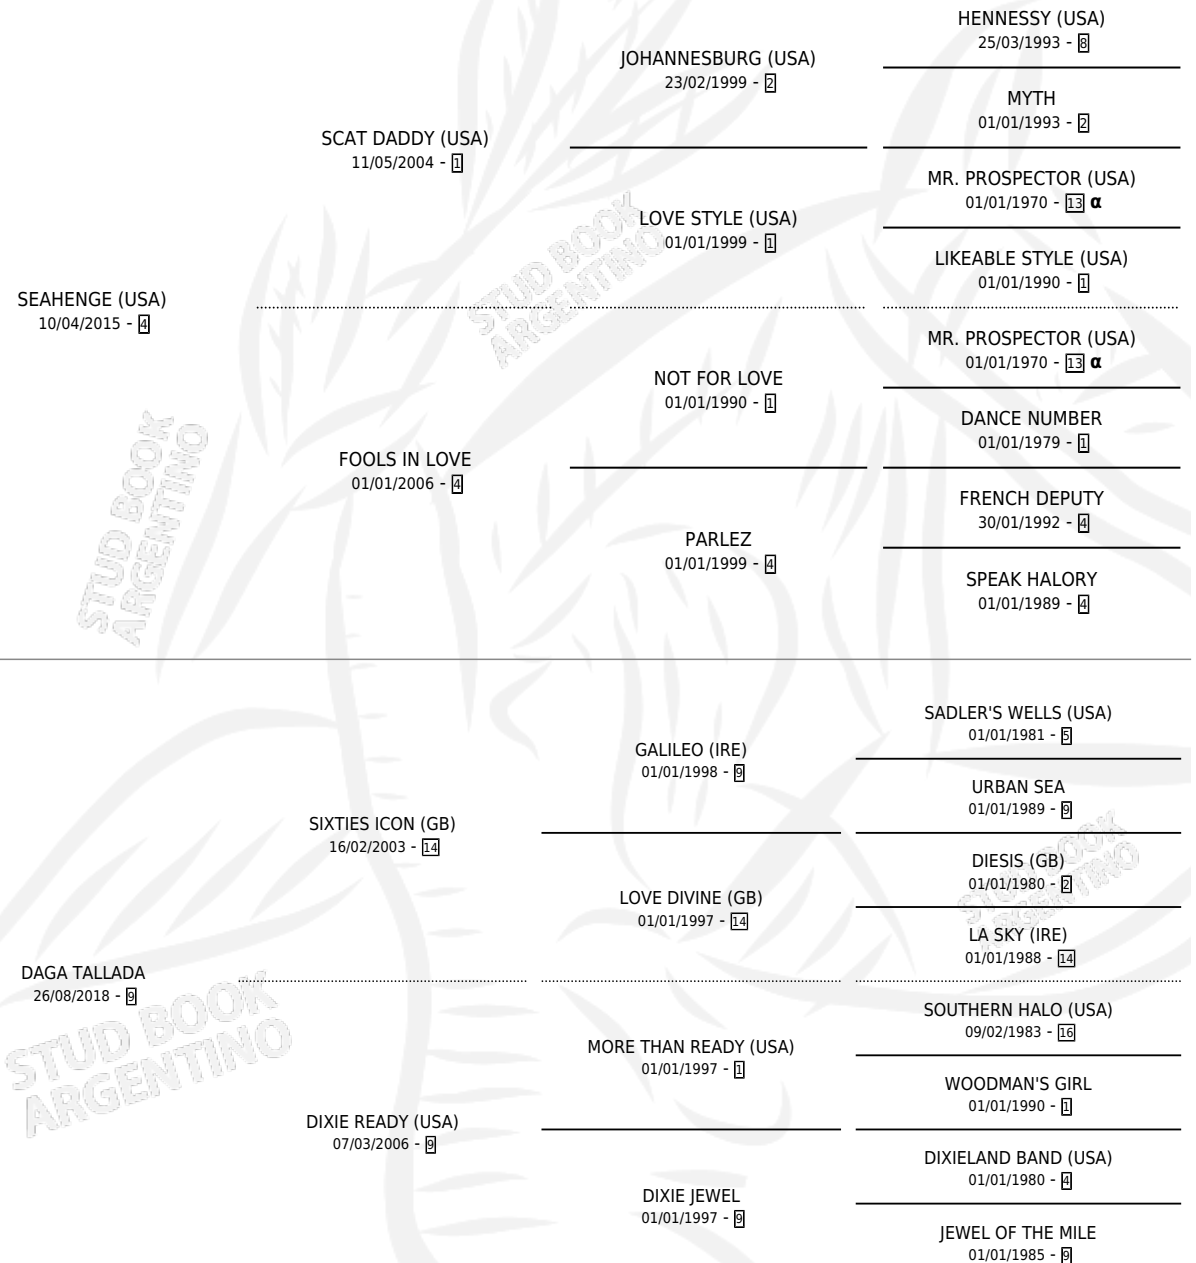 HENNESSY (USA)
25/03/1993 - 8
JOHANNESBURG (USA)
23/02/1999 - 2
MYTH
01/01/1993 - 2
SCAT DADDY (USA)
11/05/2004 - 1
MR. PROSPECTOR (USA)
01/01/1970 - 13 α
LOVE STYLE (USA)
01/01/1999 - 1
LIKEABLE STYLE (USA)
01/01/1990 - 1
SEAHENGE (USA)
10/04/2015 - 4
MR. PROSPECTOR (USA)
01/01/1970 - 13 α
NOT FOR LOVE
01/01/1990 - 1
DANCE NUMBER
01/01/1979 - 1
FOOLS IN LOVE
01/01/2006 - 4
FRENCH DEPUTY
30/01/1992 - 4
PARLEZ
01/01/1999 - 4
SPEAK HALORY
01/01/1989 - 4
STUD BOOK
ARGENTINO
STUD BOOK
ARGENTINO
SADLER'S WELLS (USA)
01/01/1981 - 5
GALILEO (IRE)
01/01/1998 - 9
URBAN SEA
01/01/1989 - 9
SIXTIES ICON (GB)
16/02/2003 - 14
DIESIS (GB)
01/01/1980 - 2
LOVE DIVINE (GB)
01/01/1997 - 14
LA SKY (IRE)
01/01/1988 - 14
DAGA TALLADA
26/08/2018 - 9
SOUTHERN HALO (USA)
09/02/1983 - 16
MORE THAN READY (USA)
01/01/1997 - 1
WOODMAN'S GIRL
01/01/1990 - 1
DIXIE READY (USA)
07/03/2006 - 9
DIXIELAND BAND (USA)
01/01/1980 - 4
DIXIE JEWEL
01/01/1997 - 9
JEWEL OF THE MILE
01/01/1985 - 9
STUD BOOK
ARGENTINO
STUD BOOK
ARGENTINO